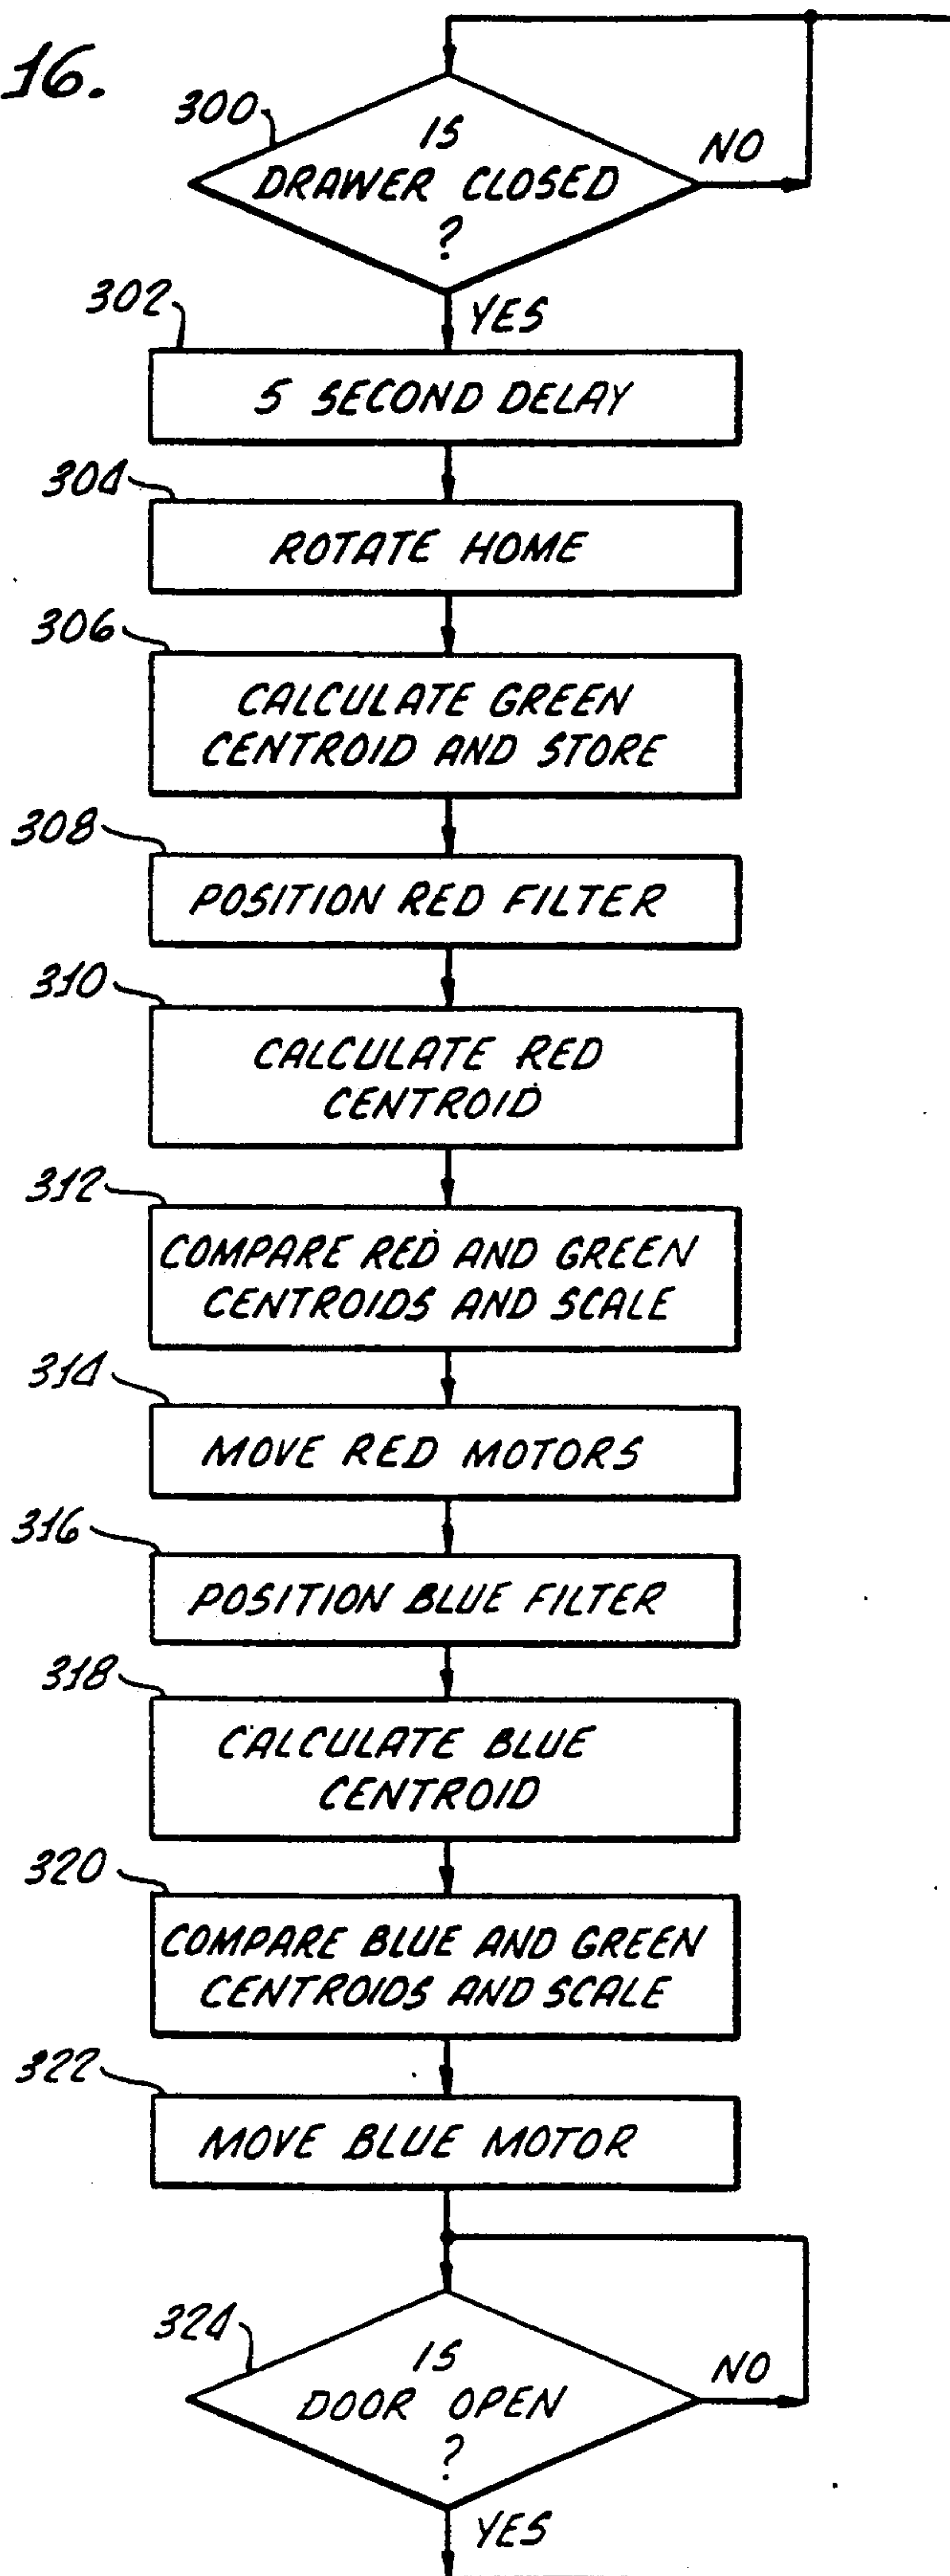 16.
300
IS
DRAWER CLOSED
?
NO
YES
302
5 SECOND DELAY
304
ROTATE HOME
306
CALCULATE GREEN
CENTROID AND STORE
308
POSITION RED FILTER
310
CALCULATE RED
CENTROID
312
COMPARE RED AND GREEN
CENTROIDS AND SCALE
314
MOVE RED MOTORS
316
POSITION BLUE FILTER
318
CALCULATE BLUE
CENTROID
320
COMPARE BLUE AND GREEN
CENTROIDS AND SCALE
322
MOVE BLUE MOTOR
324
IS
DOOR OPEN
?
NO
YES